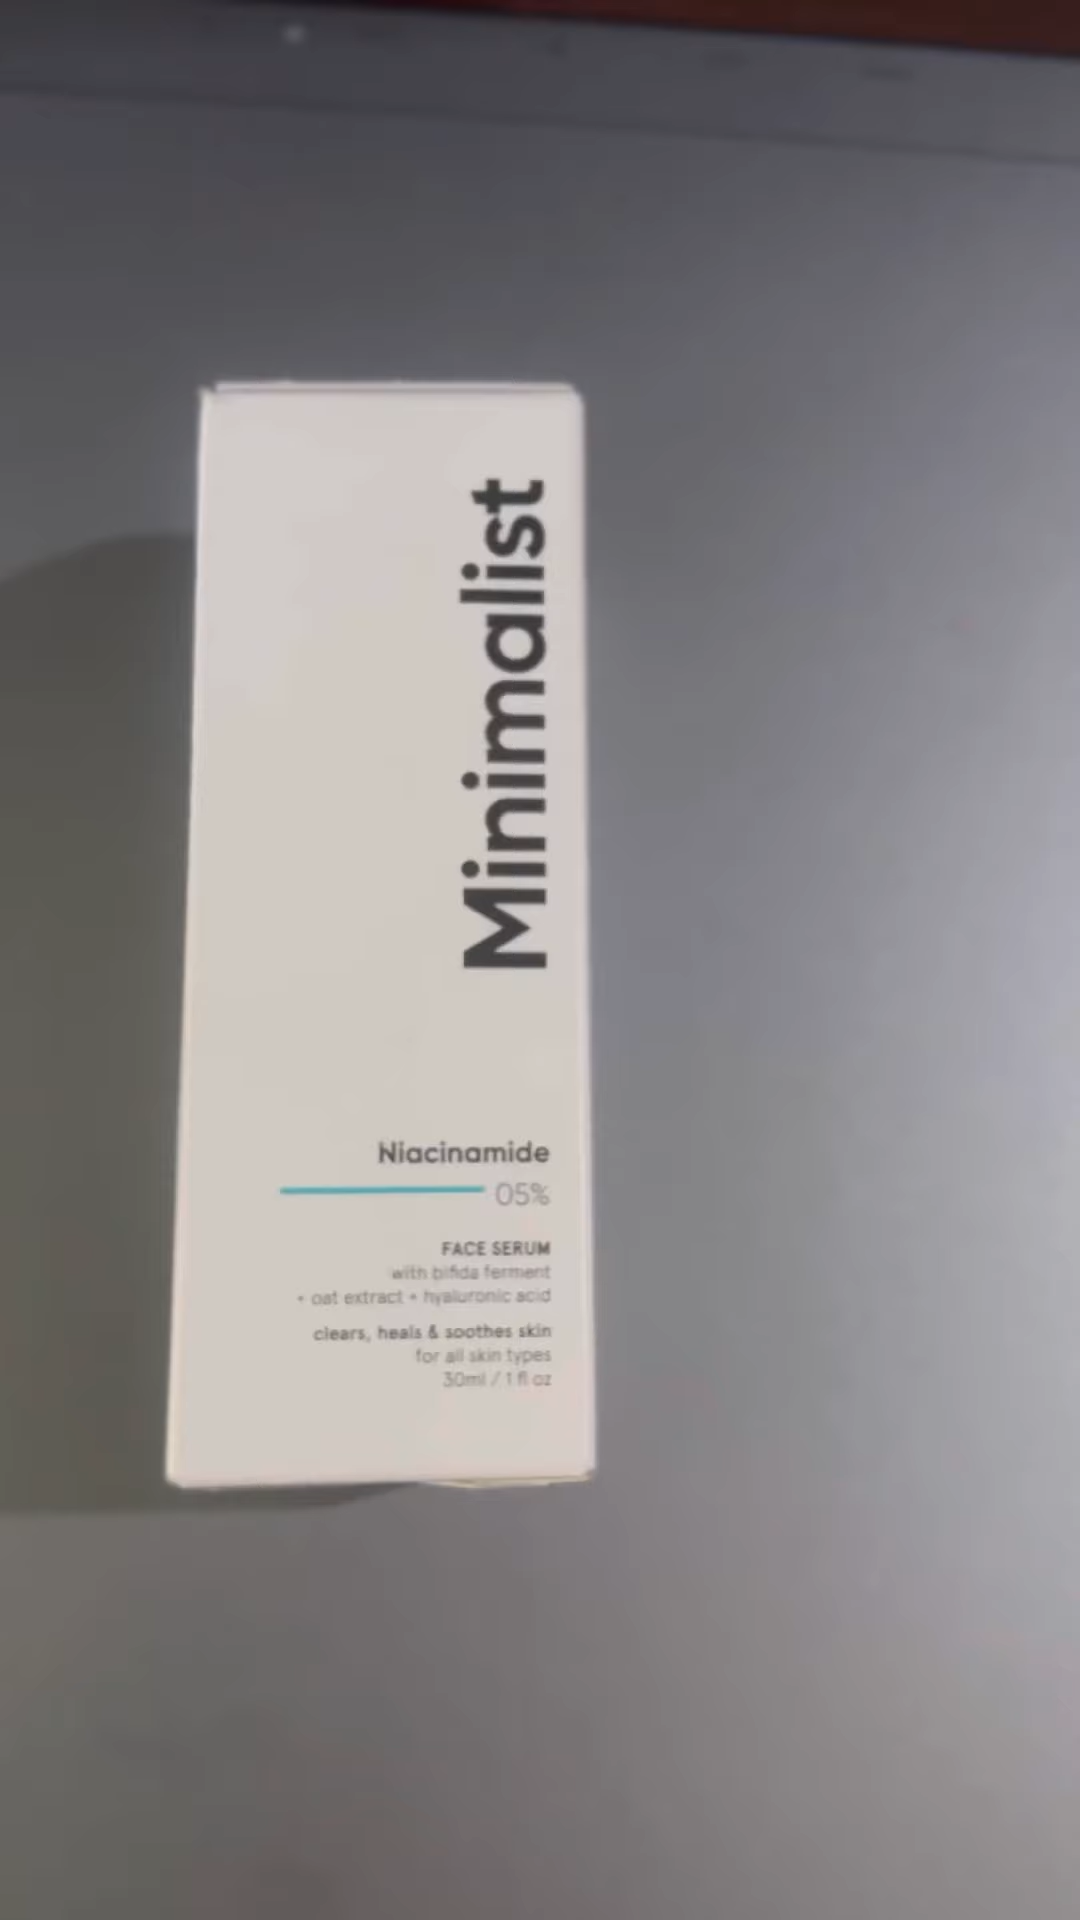 Minimalist
Niacinamide
05%
FACE SERUM
with bifida ferment
+ oat extract + hyaluronic acid
clears, heals & soothes skin
for all skin types
30ml / 1 fl oz